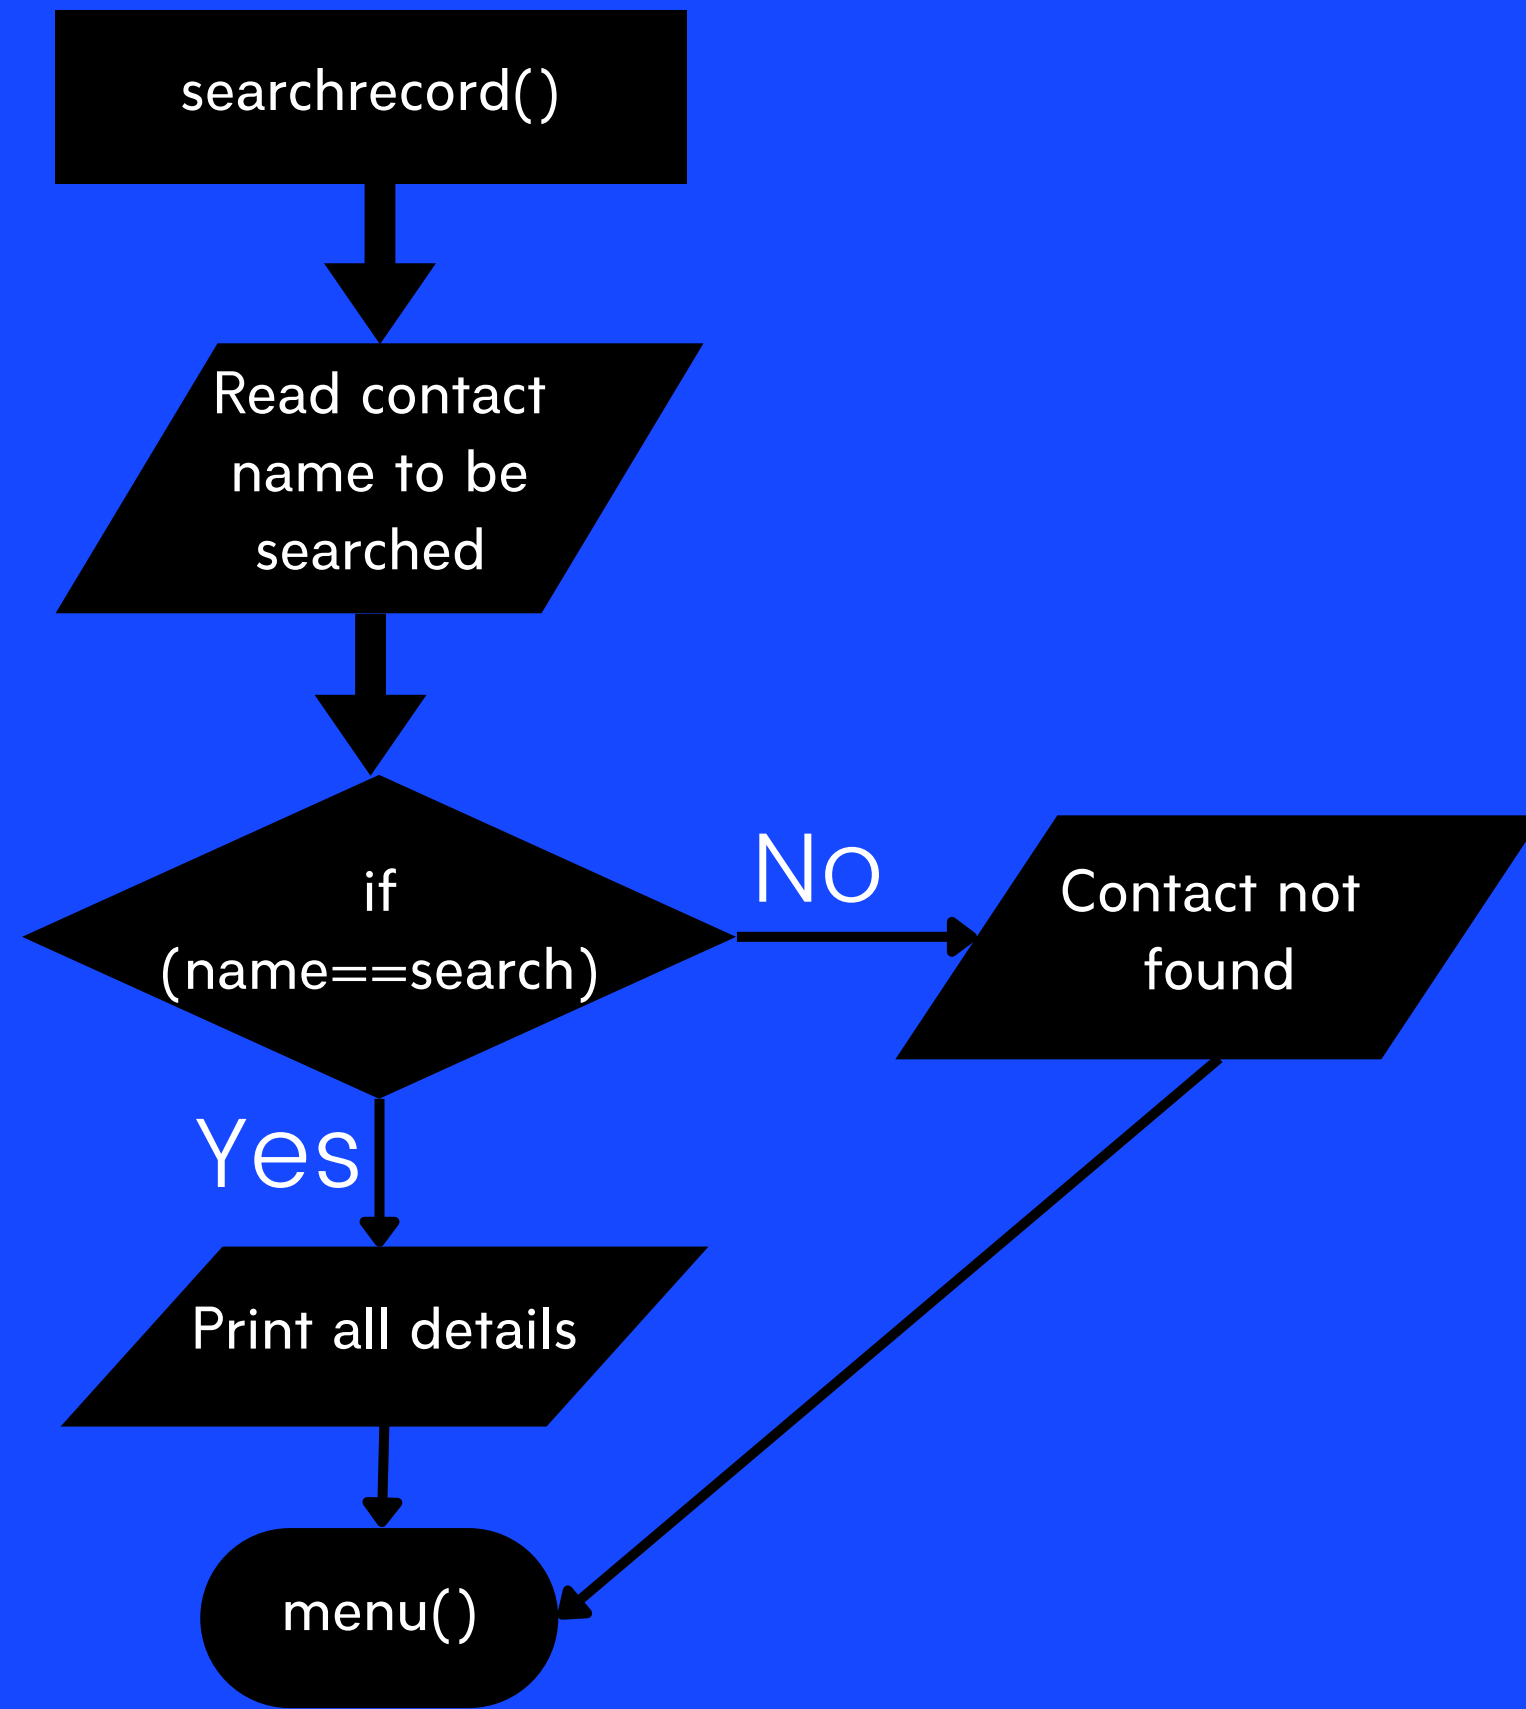 searchrecord()
Read contact
name to be
searched
if
(name==search)
No
Contact not
found
Yes
Print all details
menu()